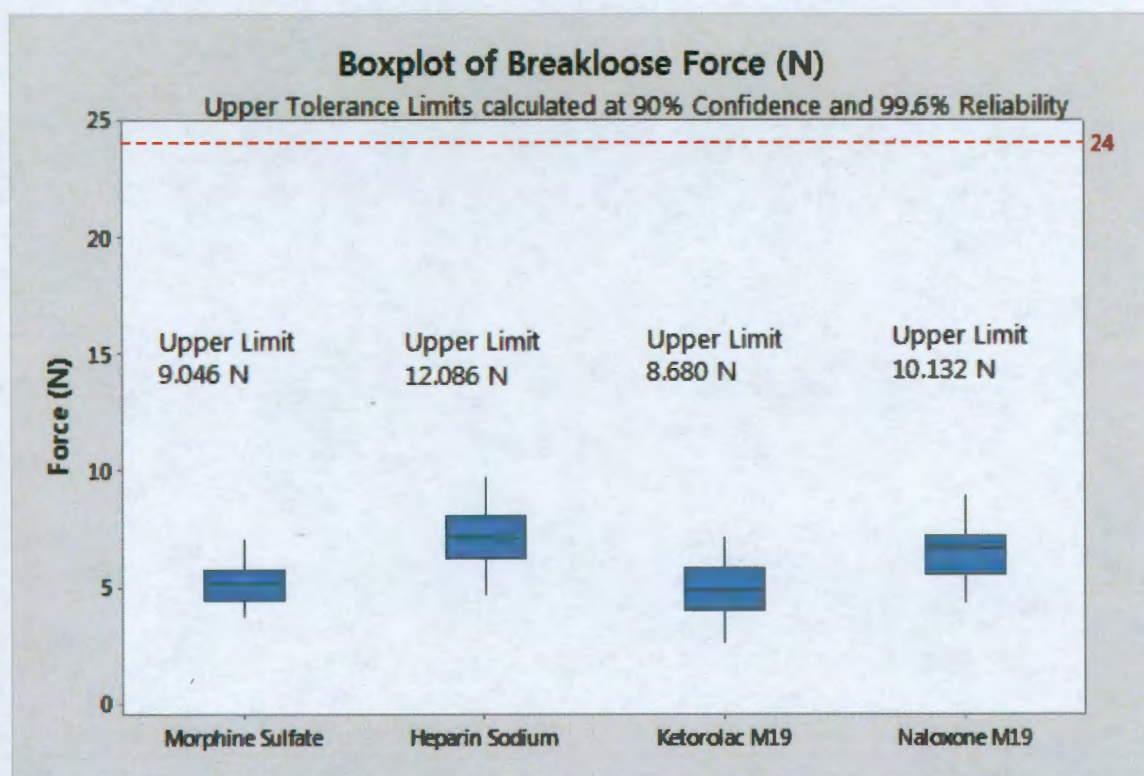 Boxplot of Breakloose Force (N)
Upper Tolerance Limits calculated at 90% Confidence and 99.6% Reliability
25
24
20
15
10
5
0
Force (N)
Upper Limit
9.046 N
Upper Limit
12.086 N
Upper Limit
8.680 N
Upper Limit
10.132 N
Morphine Sulfate
Heparin Sodium
Ketorolac M19
Naloxone M19